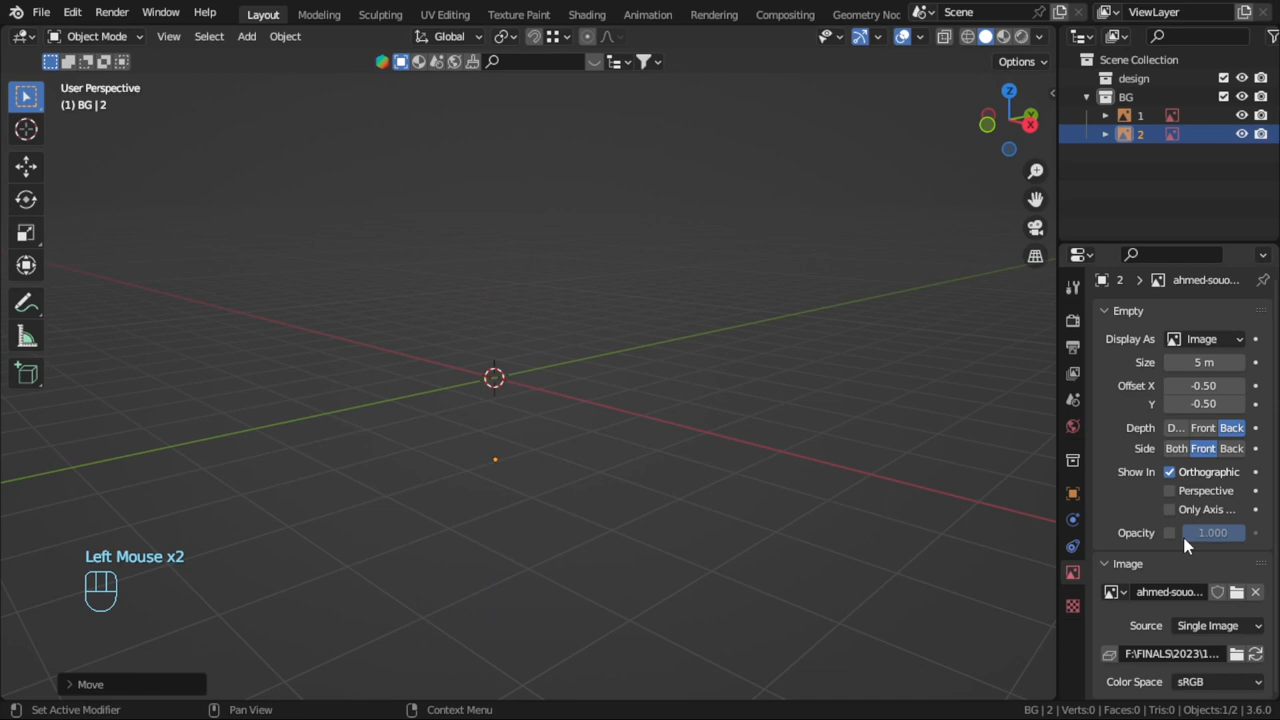 File Edit Render Window Help Layout Modeling Sculpting UV Editing Texture Paint Shading Animation Rendering Compositing Geometry Noc Scene ViewLayer
Object Mode View Select Add Object Global
Options
User Perspective
(1) BG | 2
Z
Y
X
Scene Collection
design
BG
1
2
2 ahmed-souo...
Empty
Display As Image
Size 5 m
Offset X -0.50
Y -0.50
Depth D... Front Back
Side Both Front Back
Show In Orthographic
Perspective
Only Axis ...
Opacity 1.000
Image
ahmed-souo...
Source Single Image
F:\FINALS\2023\1...
Color Space sRGB
Left Mouse x2
Move
Set Active Modifier Pan View Context Menu BG | 2 | Verts:0 | Faces:0 | Tris:0 | Objects:1/2 | 3.6.0